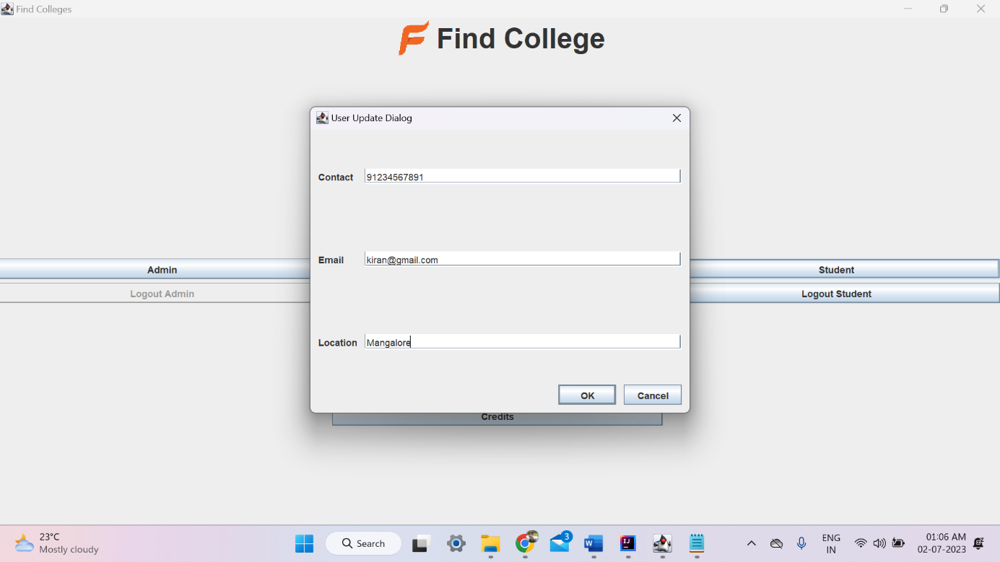 Find Colleges
Find College
User Update Dialog
Contact 91234567891
Email kiran@gmail.com
Location Mangalore
OK Cancel
Admin
Student
Logout Admin
Logout Student
Credits
23°C
Mostly cloudy
Search
3
ENG
IN
01:06 AM
02-07-2023